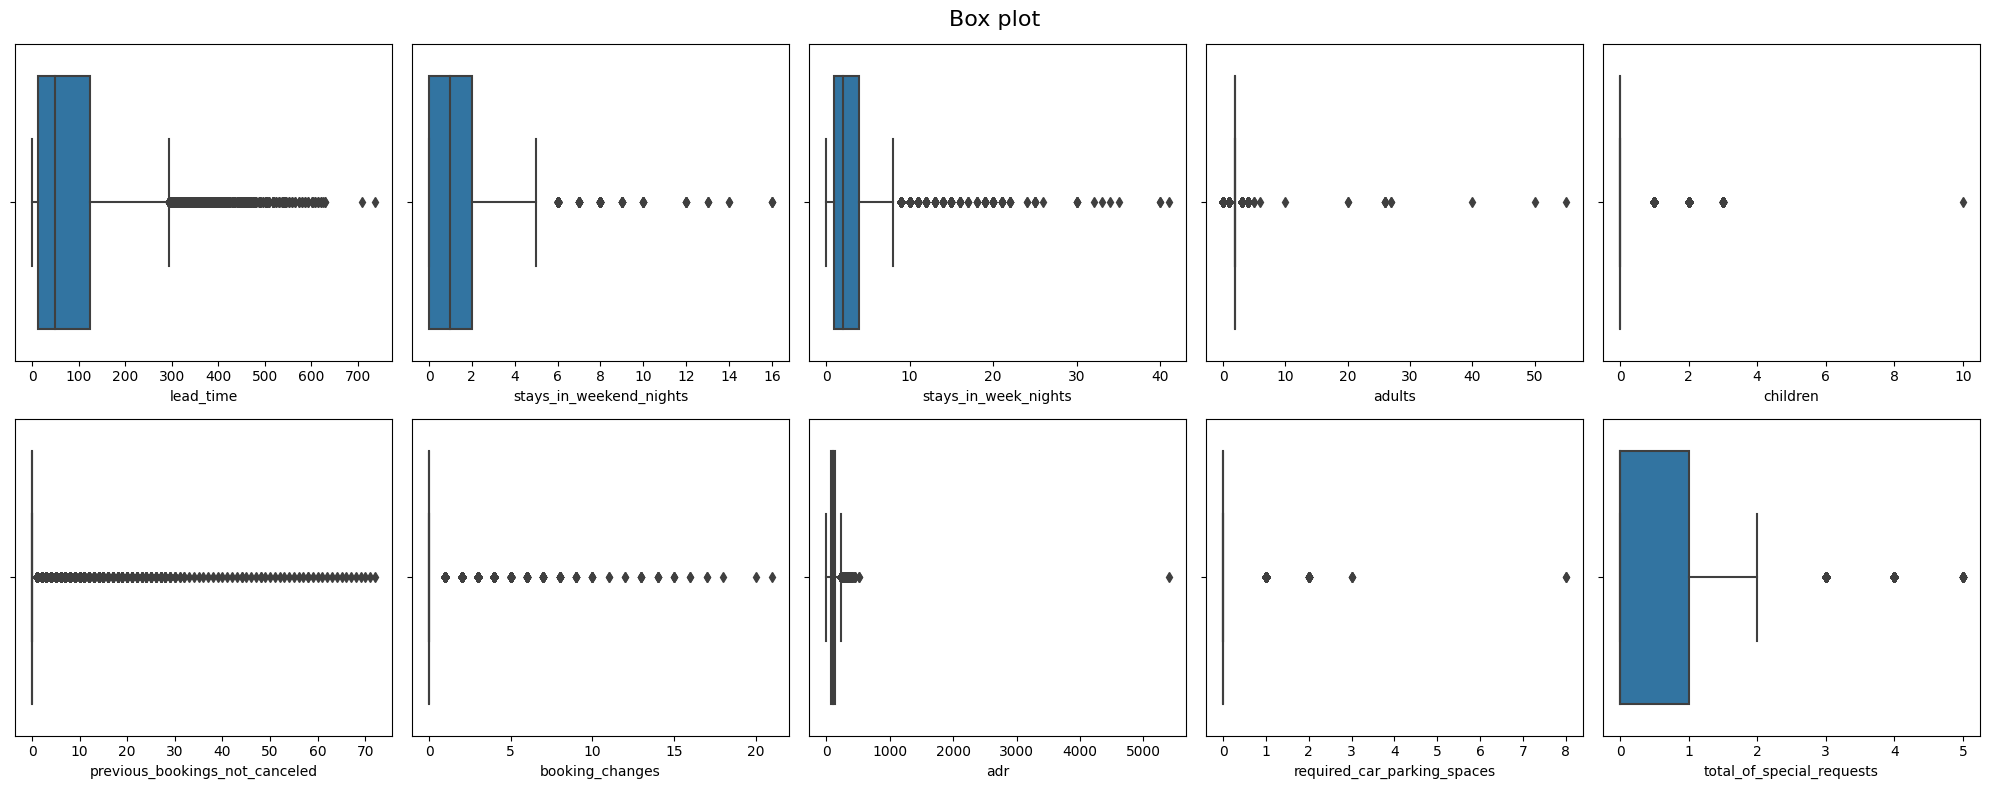 Box plot
0 100 200 300 400 500 600 700
lead_time
0 2 4 6 8 10 12 14 16
stays_in_weekend_nights
0 10 20 30 40
stays_in_week_nights
0 10 20 30 40 50
adults
0 2 4 6 8 10
children
0 10 20 30 40 50 60 70
previous_bookings_not_canceled
0 5 10 15 20
booking_changes
0 1000 2000 3000 4000 5000
adr
0 1 2 3 4 5 6 7 8
required_car_parking_spaces
0 1 2 3 4 5
total_of_special_requests